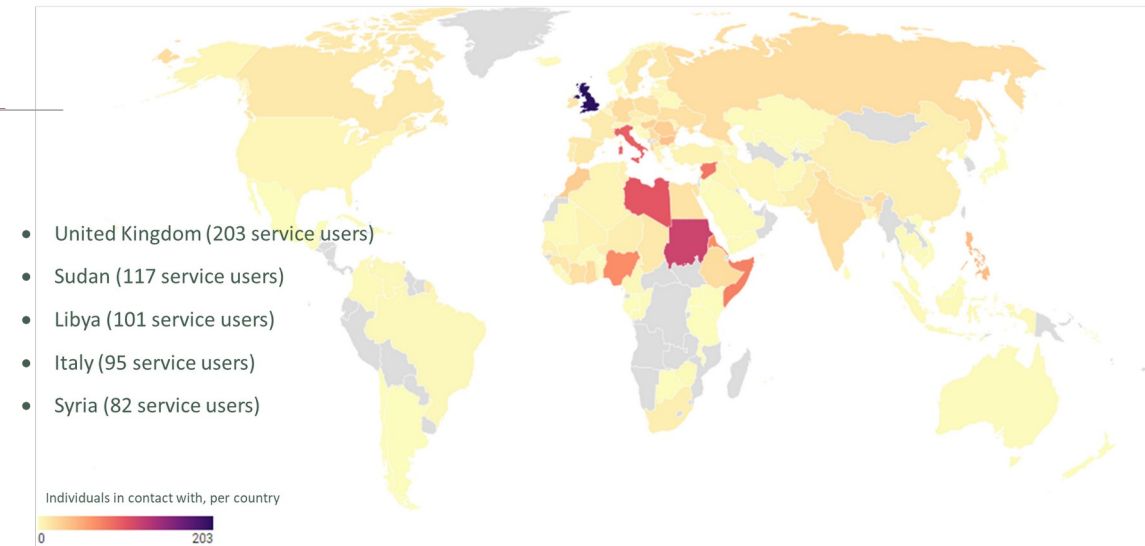 • United Kingdom (203 service users)
• Sudan (117 service users)
• Libya (101 service users)
• Italy (95 service users)
• Syria (82 service users)
Individuals in contact with, per country
0 203